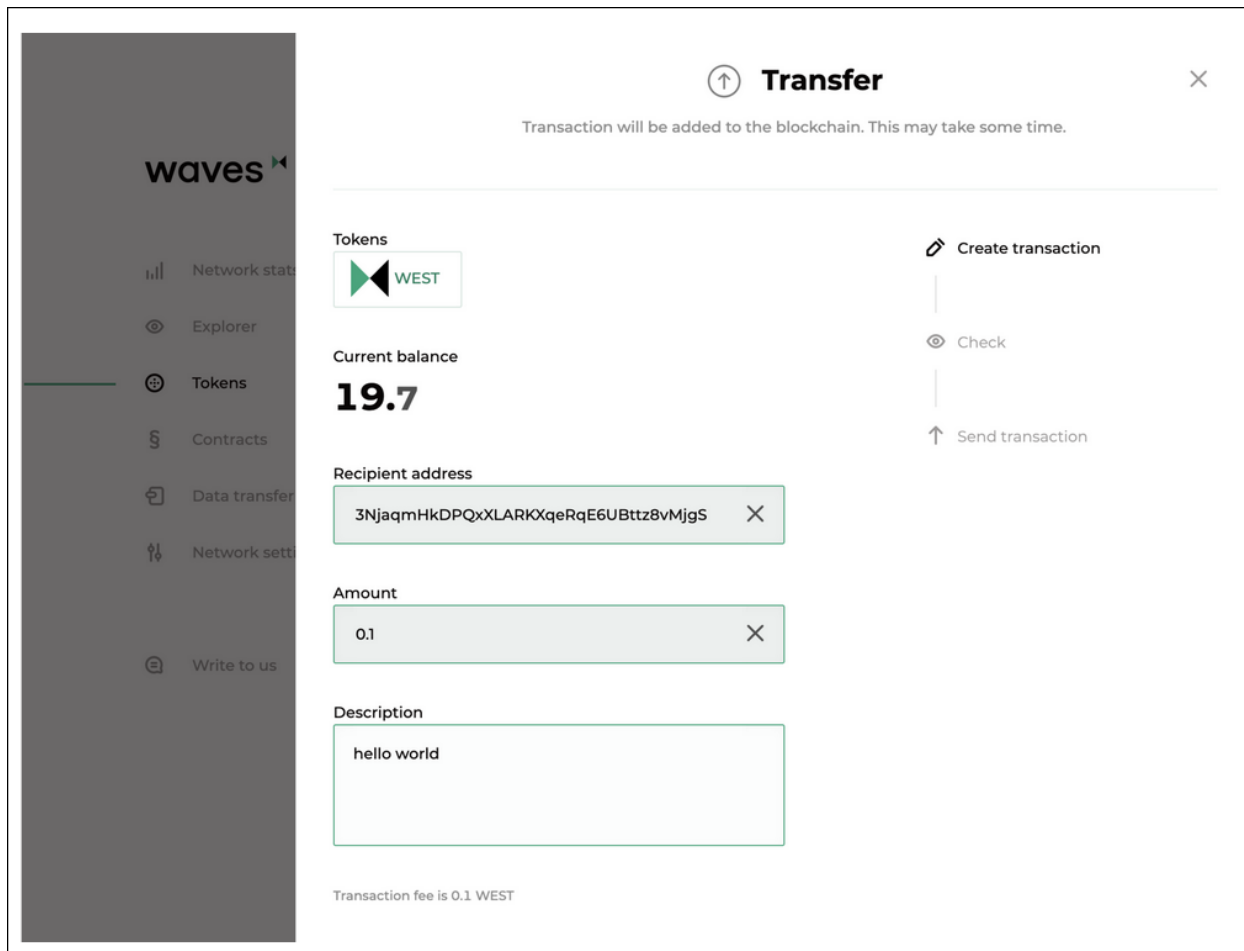 Transfer
Transaction will be added to the blockchain. This may take some time.
waves
Network stats
Explorer
Tokens
Contracts
Data transfer
Network setti
Write to us
Tokens
WEST
Current balance
19.7
Recipient address
3NjaqmHkDPQxXLARKXqeRqE6UBttz8vMjgS
Amount
0.1
Description
hello world
Transaction fee is 0.1 WEST
Create transaction
Check
Send transaction